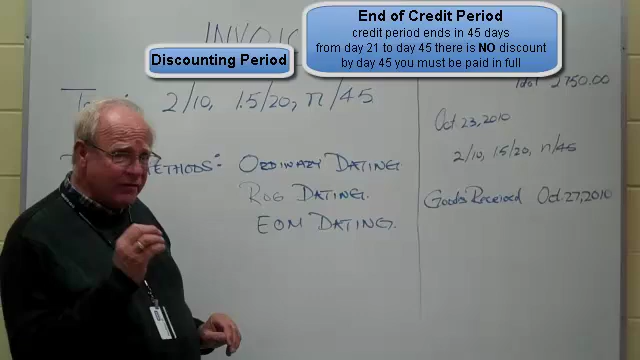 INVOIC
End of Credit Period
credit period ends in 45 days
from day 21 to day 45 there is NO discount
by day 45 you must be paid in full
Discounting Period
2/10, 1.5/20, n/45
ETHODS: ORDINARY DATING
ROG DATING.
EOM DATING.
Total 2750.00
Oct 23, 2010
2/10, 1.5/20, n/45
Goods Received Oct. 27, 2010